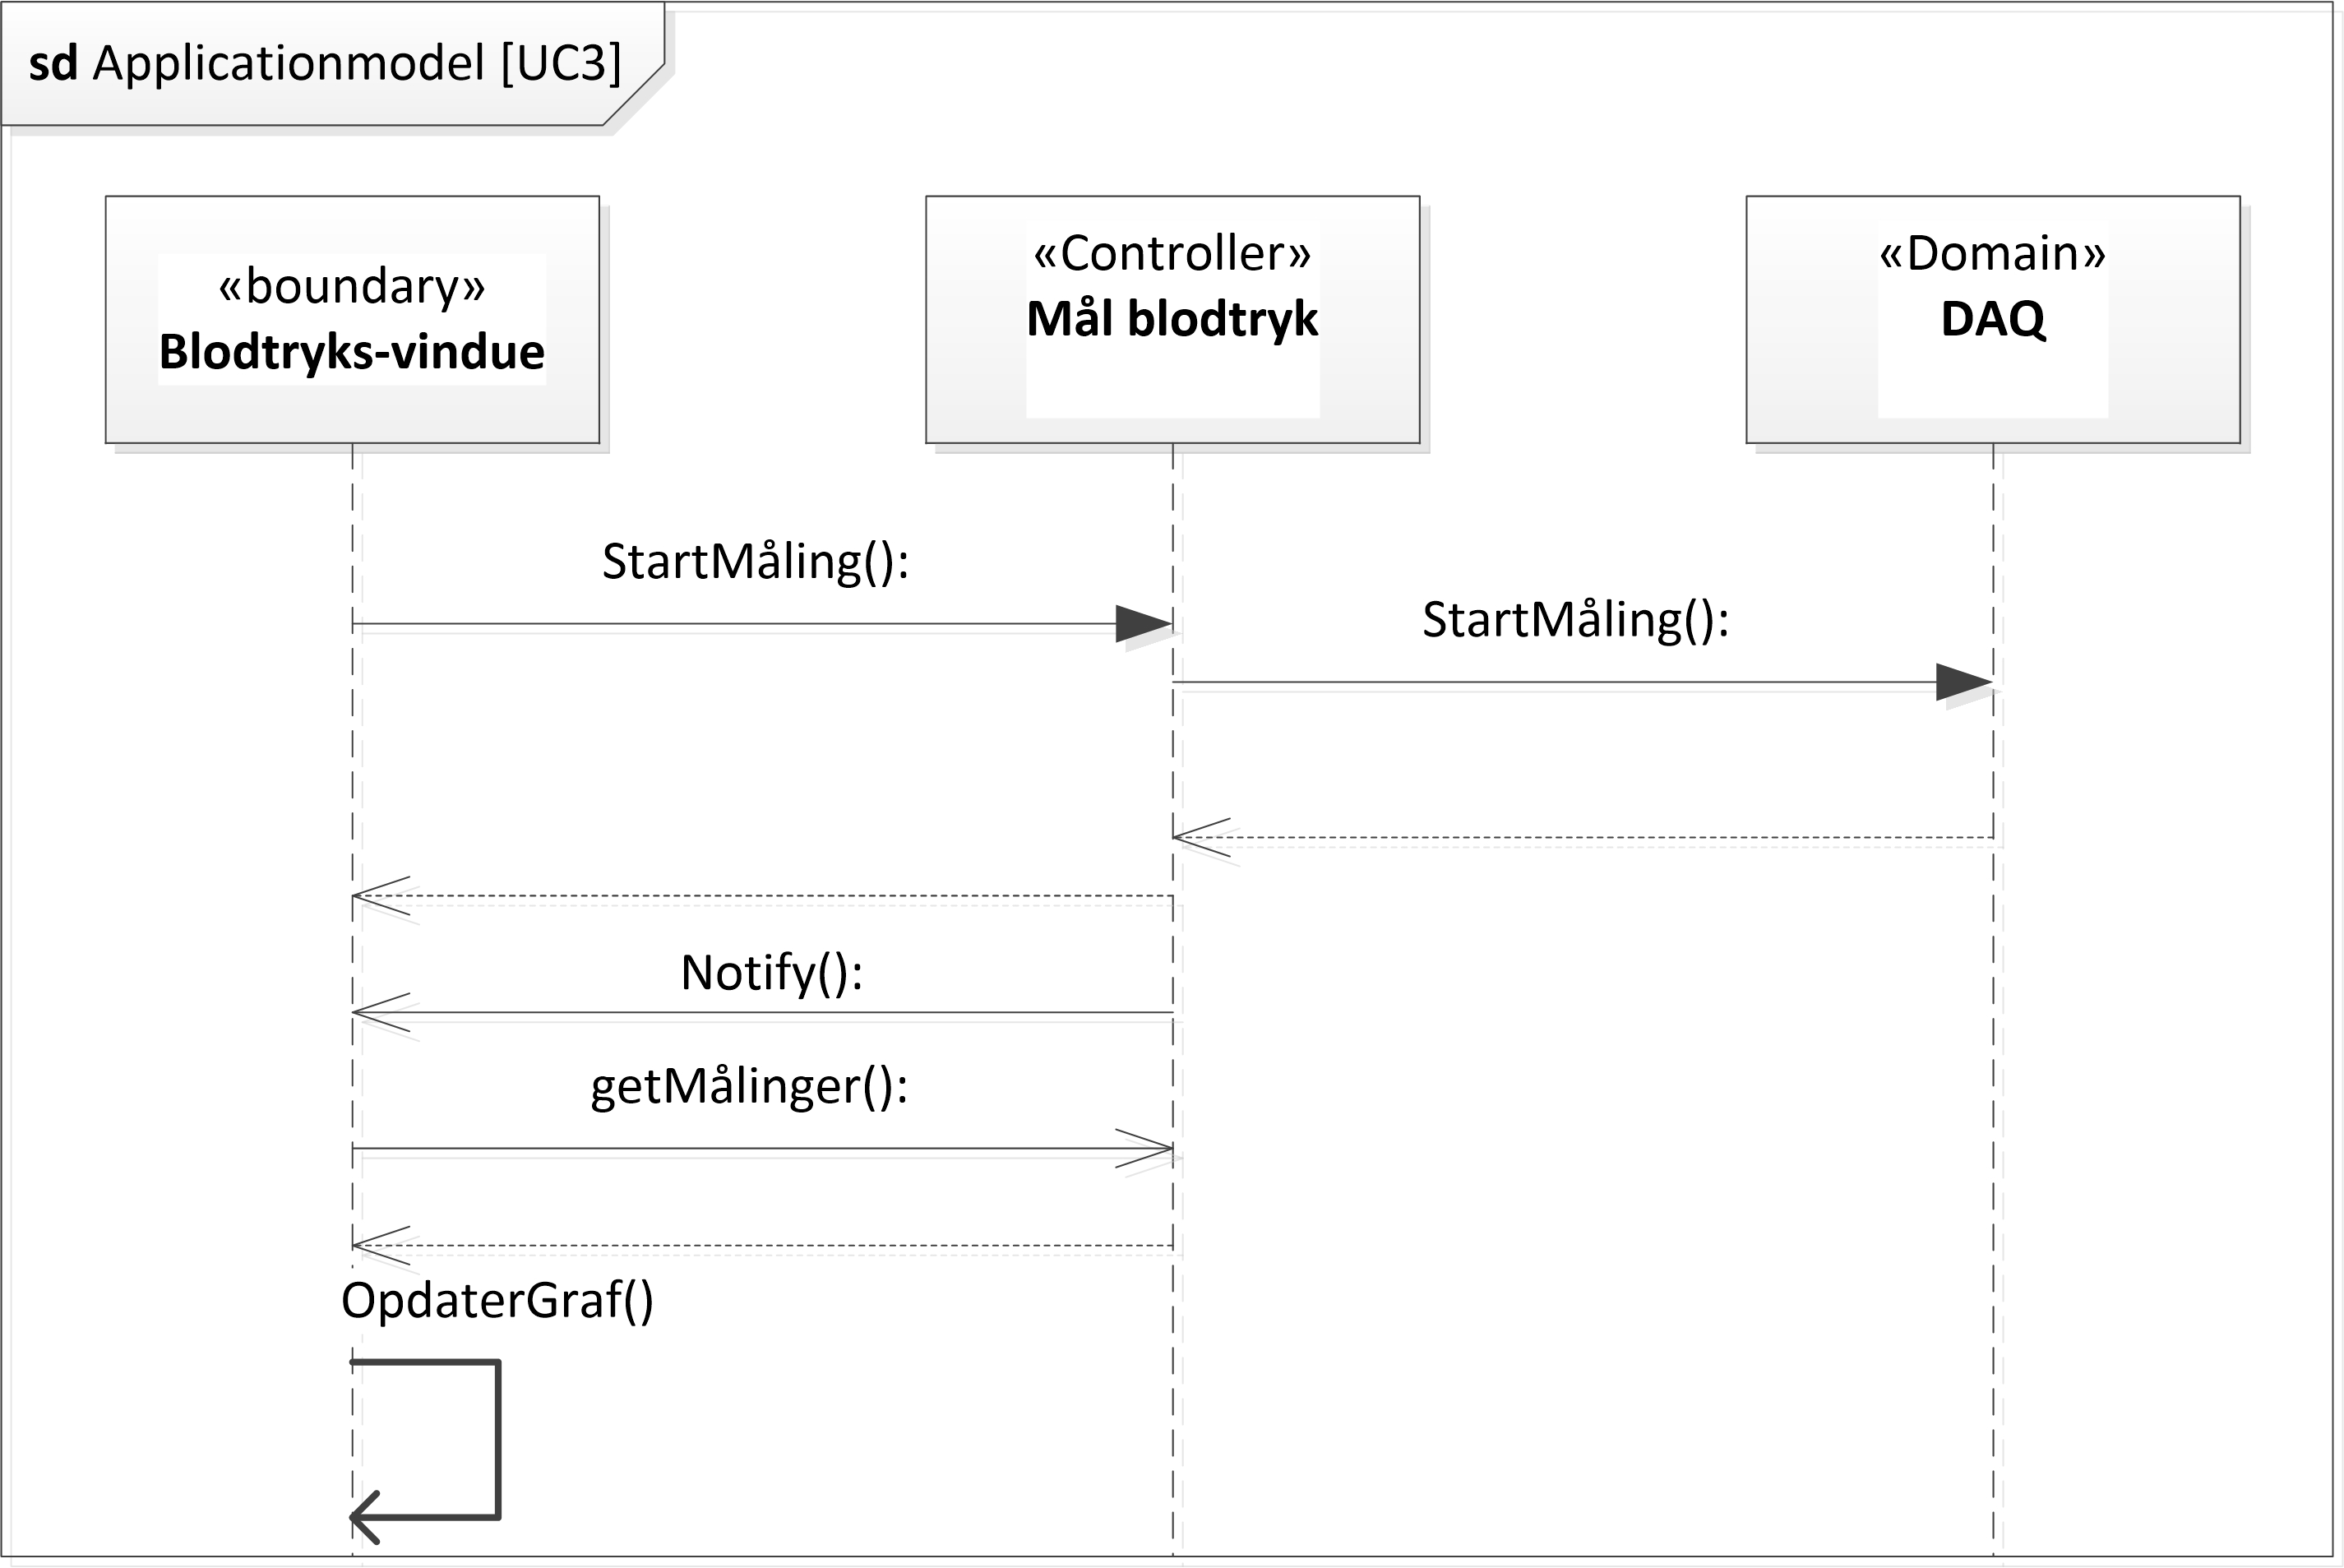 sd Applicationmodel [UC3]
«boundary»
Blodtryks-vindue
«Controller»
Mål blodtryk
«Domain»
DAQ
StartMåling():
StartMåling():
Notify():
getMålinger():
OpdaterGraf()